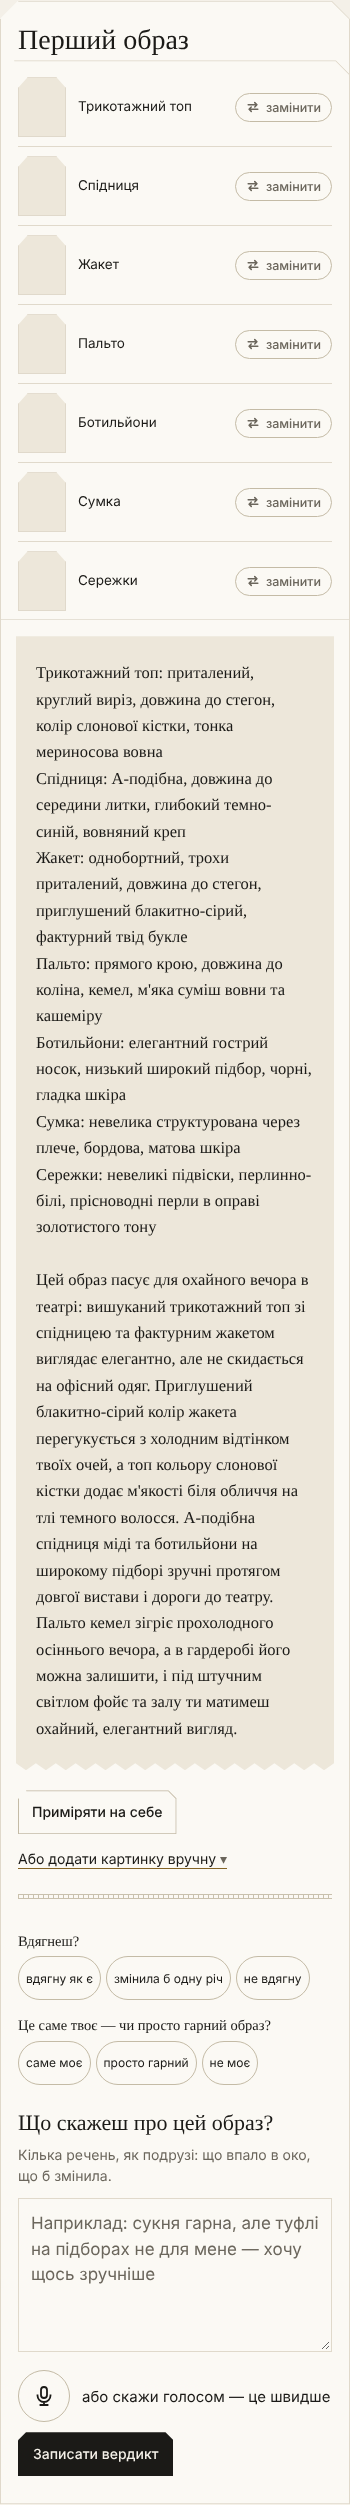 Перший образ
Трикотажний топ
замінити
Спідниця
замінити
Жакет
замінити
Пальто
замінити
Ботильйони
замінити
Сумка
замінити
Сережки
замінити
Трикотажний топ: приталений,
круглий виріз, довжина до стегон,
колір слонової кістки, тонка
мериносова вовна
Спідниця: А-подібна, довжина до
середини литки, глибокий темно-
синій, вовняний креп
Жакет: однобортний, трохи
приталений, довжина до стегон,
приглушений блакитно-сірий,
фактурний твід букле
Пальто: прямого крою, довжина до
коліна, кемел, м'яка суміш вовни та
кашеміру
Ботильйони: елегантний гострий
носок, низький широкий підбор, чорні,
гладка шкіра
Сумка: невелика структурована через
плече, бордова, матова шкіра
Сережки: невеликі підвіски, перлинно-
білі, прісноводні перли в оправі
золотистого тону
Цей образ пасує для охайного вечора в
театрі: вишуканий трикотажний топ зі
спідницею та фактурним жакетом
виглядає елегантно, але не скидається
на офісний одяг. Приглушений
блакитно-сірий колір жакета
перегукується з холодним відтінком
твоїх очей, а топ кольору слонової
кістки додає м'якості біля обличчя на
тлі темного волосся. А-подібна
спідниця міді та ботильйони на
широкому підборі зручні протягом
довгої вистави і дороги до театру.
Пальто кемел зігріє прохолодного
осіннього вечора, а в гардеробі його
можна залишити, і під штучним
світлом фойє та залу ти матимеш
охайний, елегантний вигляд.
Приміряти на себе
Або додати картинку вручну ▾
Вдягнеш?
вдягну як є
змінила б одну річ
не вдягну
Це саме твоє — чи просто гарний образ?
саме моє
просто гарний
не моє
Що скажеш про цей образ?
Кілька речень, як подрузі: що впало в око,
що б змінила.
Наприклад: сукня гарна, але туфлі
на підборах не для мене — хочу
щось зручніше
або скажи голосом — це швидше
Записати вердикт